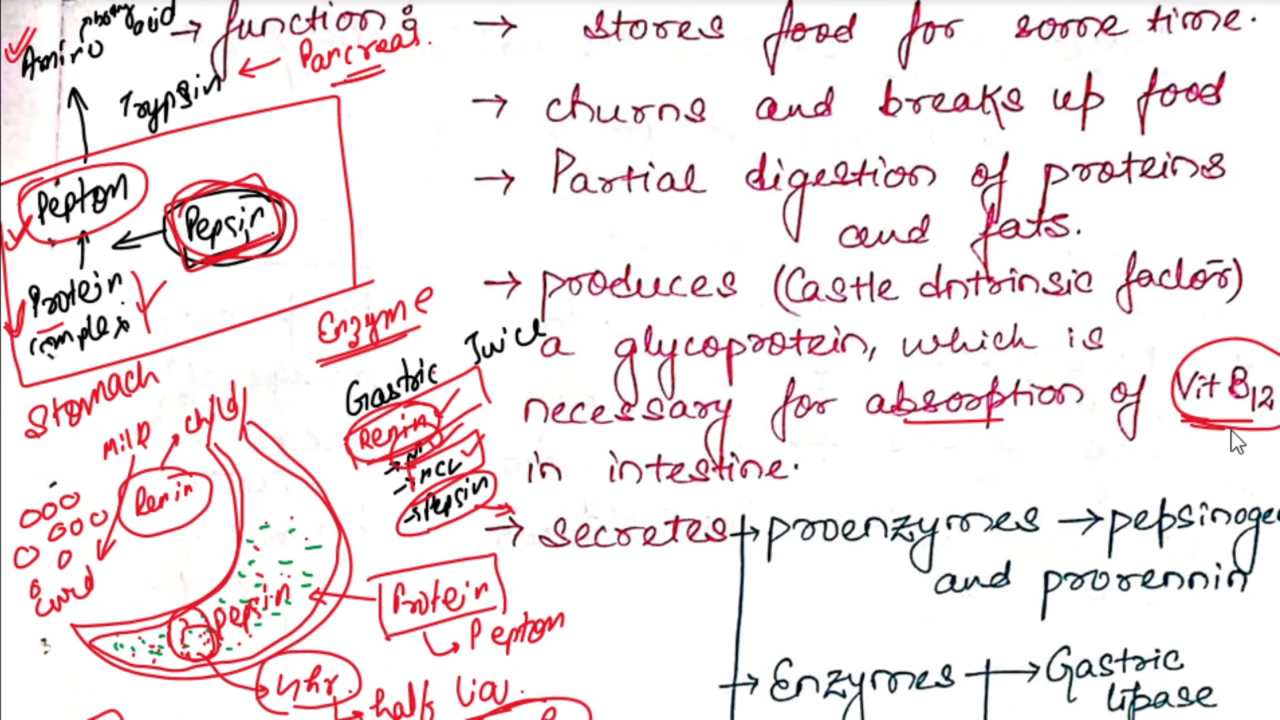 → function :
→ stores food for some time.
→ churns and breaks up food
→ Partial digestion of proteins
and fats.
→ produces (Castle Intrinsic factor)
a glycoprotein, which is
necessary for absorption of Vit B12
in intestine.
→ secretes → proenzymes → pepsinogen
and prorennin
→ Enzymes → Gastric
lipase
Amino acid
Trypsin ← Pancreas
Pepton
Pepsin
Protein
complex
Stomach
Enzyme
Gastric Juice
Renin
→ HCL
→ Pepsin
milk
child
Renin
curd
Pepsin
Protein
Pepton
4hr.
half